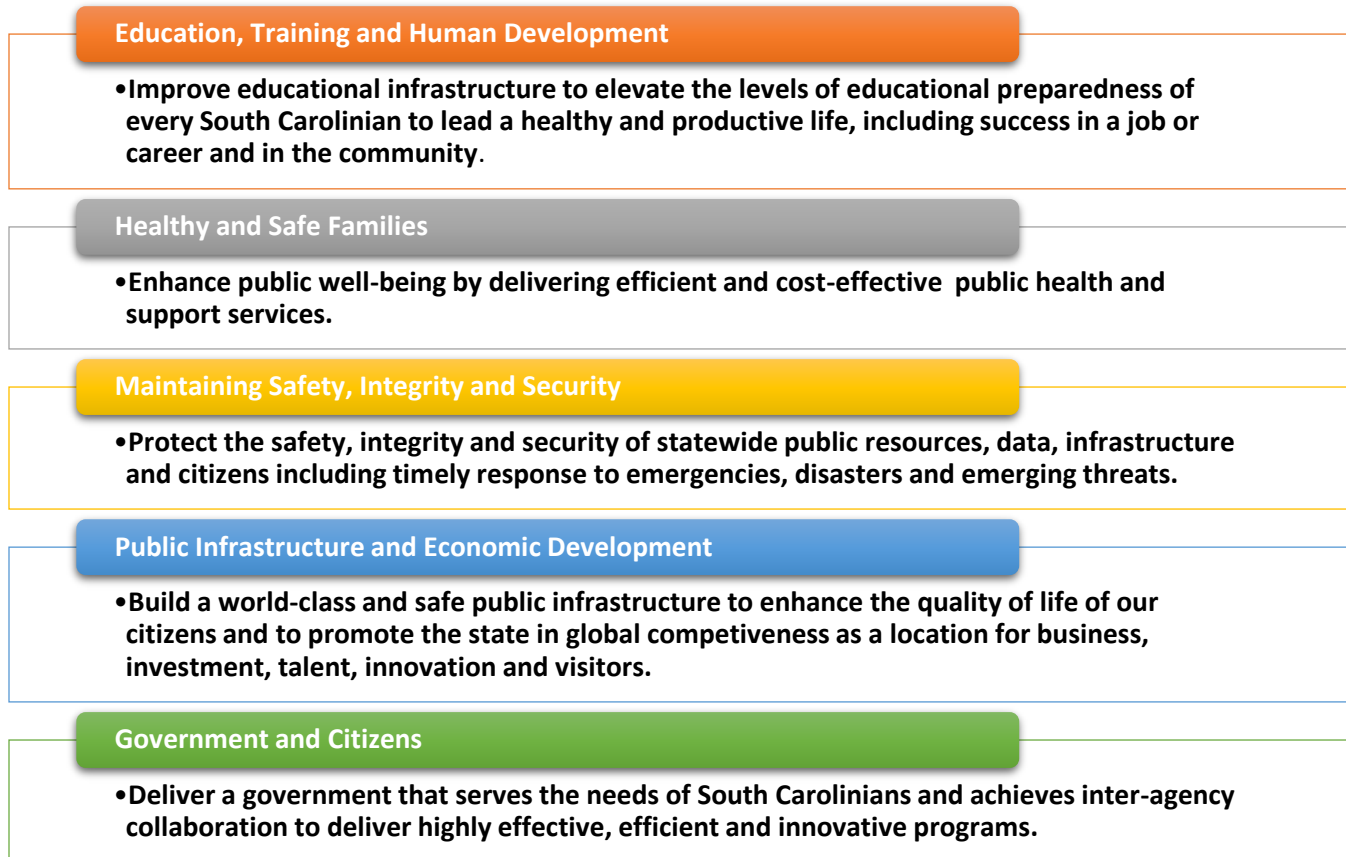 Education, Training and Human Development
•Improve educational infrastructure to elevate the levels of educational preparedness of
every South Carolinian to lead a healthy and productive life, including success in a job or
career and in the community.
Healthy and Safe Families
•Enhance public well-being by delivering efficient and cost-effective  public health and
support services.
Maintaining Safety, Integrity and Security
•Protect the safety, integrity and security of statewide public resources, data, infrastructure
and citizens including timely response to emergencies, disasters and emerging threats.
Public Infrastructure and Economic Development
•Build a world-class and safe public infrastructure to enhance the quality of life of our
citizens and to promote the state in global competiveness as a location for business,
investment, talent, innovation and visitors.
Government and Citizens
•Deliver a government that serves the needs of South Carolinians and achieves inter-agency
collaboration to deliver highly effective, efficient and innovative programs.